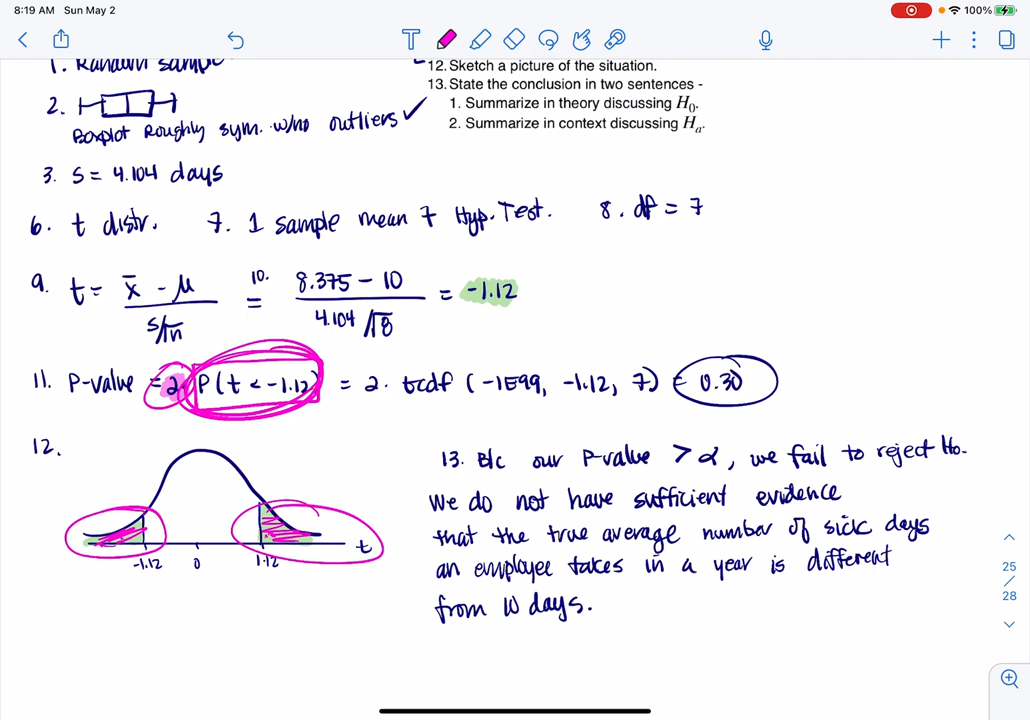 8:19 AM Sun May 2
100%
1. Random sample
12. Sketch a picture of the situation.
13. State the conclusion in two sentences -
1. Summarize in theory discussing H₀.
2. Summarize in context discussing Hₐ.
2.
Boxplot Roughly sym. w/no outliers ✓
3. S = 4.104 days
6. t distr. 7. 1 sample mean t Hyp. Test. 8. df = 7
9. t = x̄ - μ / s/√n 10. = 8.375 - 10 / 4.104/√8 = -1.12
11. P-value = 2 · P(t < -1.12) = 2 · tcdf (-1E99, -1.12, 7) = 0.30
12.
-1.12 0 1.12 t
13. B/c our P-value > α, we fail to reject Ho.
We do not have sufficient evidence
that the true average number of sick days
an employee takes in a year is different
from 10 days.
25
/
28